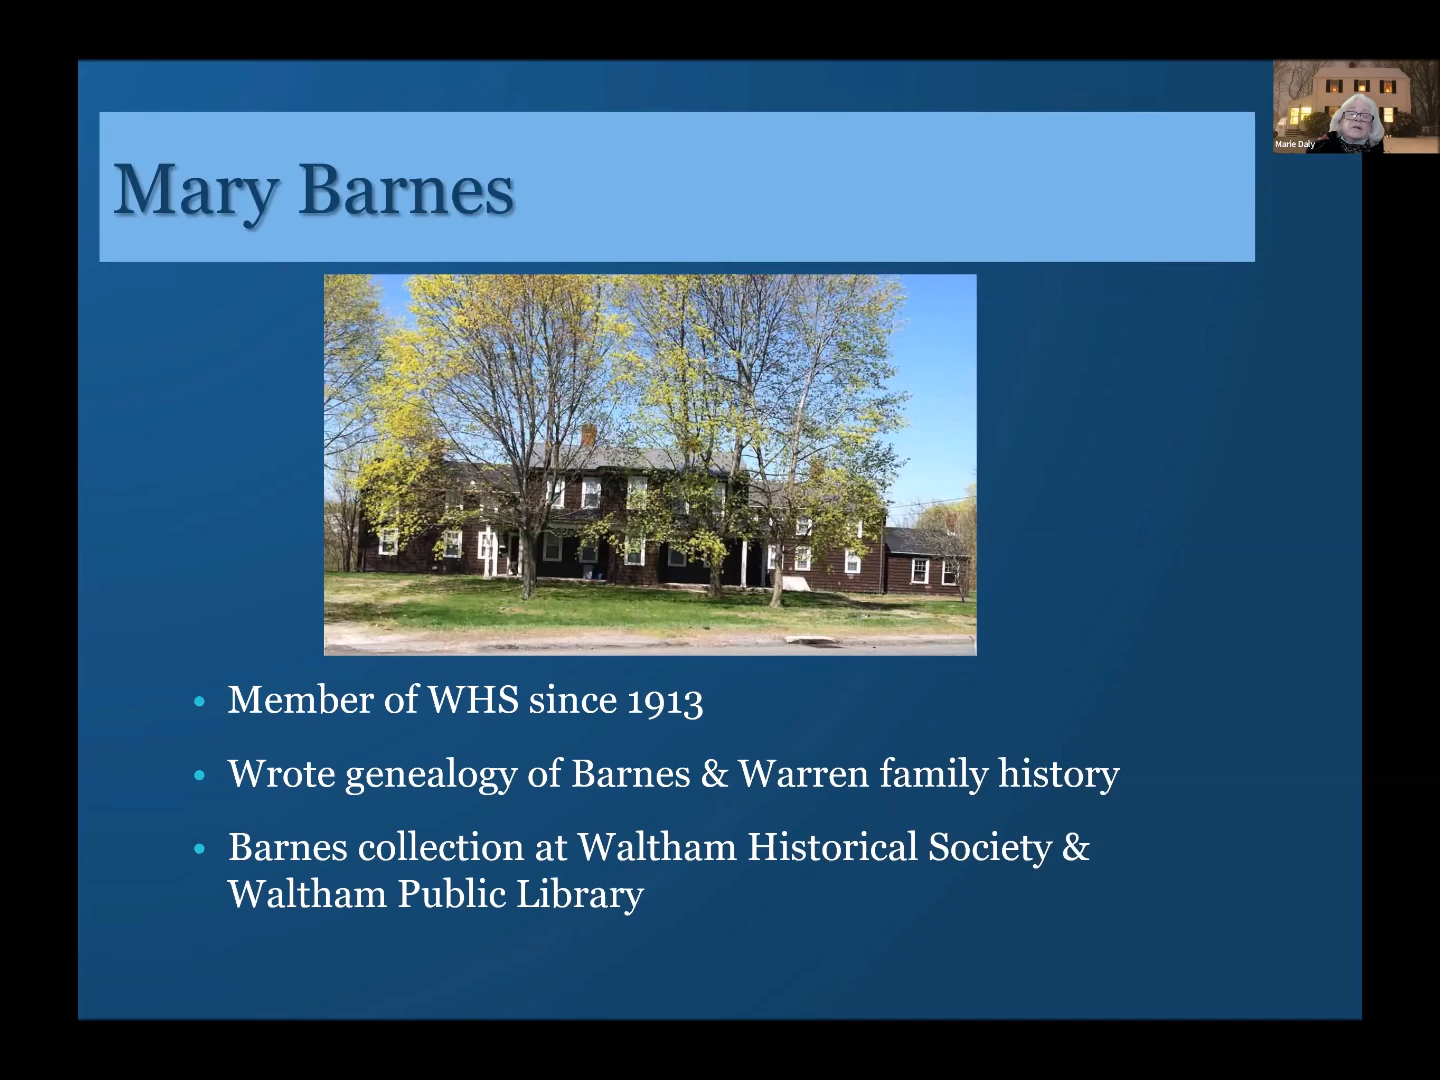 Mary Barnes
Marie Daly
• Member of WHS since 1913
• Wrote genealogy of Barnes & Warren family history
• Barnes collection at Waltham Historical Society &
Waltham Public Library